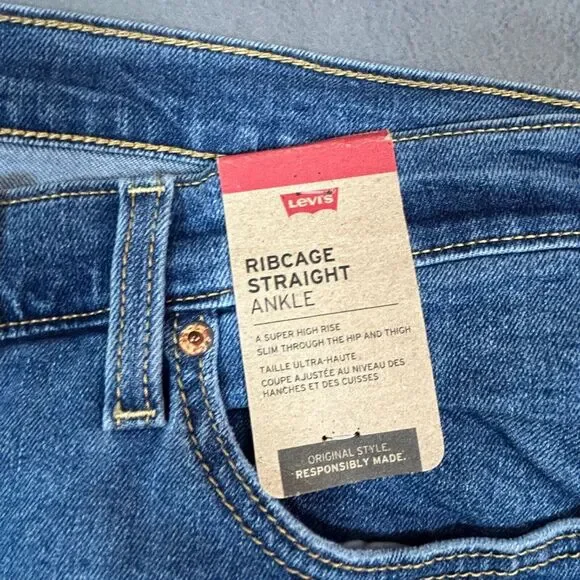 Levi's
RIBCAGE
STRAIGHT
ANKLE
A SUPER HIGH RISE
SLIM THROUGH THE HIP AND THIGH
TAILLE ULTRA-HAUTE
COUPE AJUSTÉE AU NIVEAU DES
HANCHES ET DES CUISSES
ORIGINAL STYLE.
RESPONSIBLY MADE.